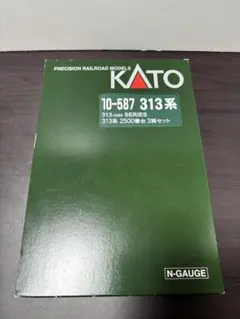 PRECISION RAILROAD MODELS
KATO
10-587 313系
313-2500 SERIES
313系 2500番台 3両セット
N-GAUGE